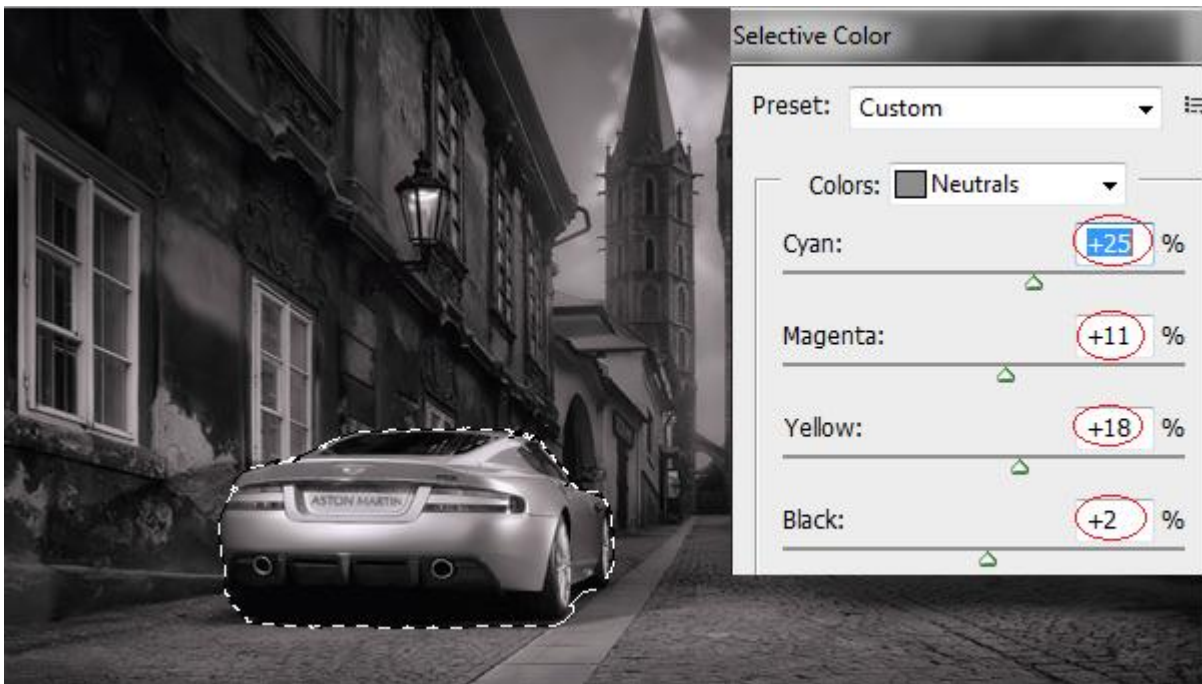 Selective Color
Preset: Custom
Colors: Neutrals
Cyan: +25 %
Magenta: +11 %
Yellow: +18 %
Black: +2 %
ASTON MARTIN